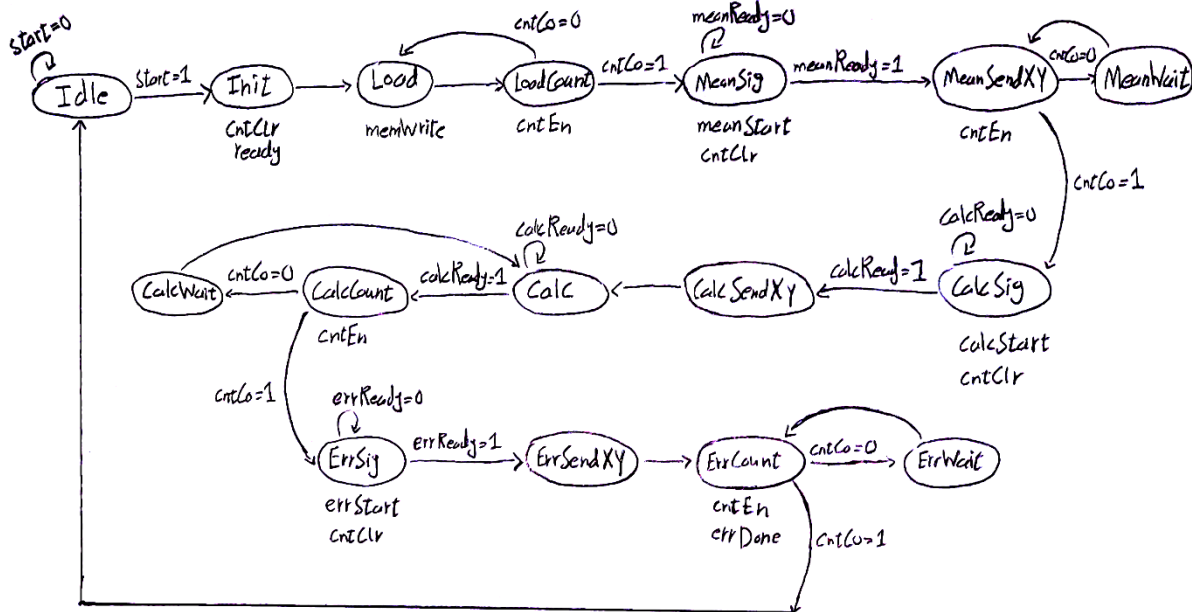 start=0
Idle
start=1
Init
cntClr
ready
Load
memWrite
cntCo=0
LoadCount
cntEn
cntCo=1
meanReady=0
MeanSig
meanStart
cntClr
meanReady=1
MeanSendXY
cntEn
cntCo=0
MeanWait
cntCo=1
calcReady=0
CalcSig
calcStart
cntClr
calcReady=1
CalcSendXY
calcReady=0
Calc
calcReady=1
CalcCount
cntEn
cntCo=0
CalcWait
cntCo=1
errReady=0
ErrSig
errStart
cntClr
errReady=1
ErrSendXY
ErrCount
cntEn
errDone
cntCo=0
ErrWait
cntCo=1